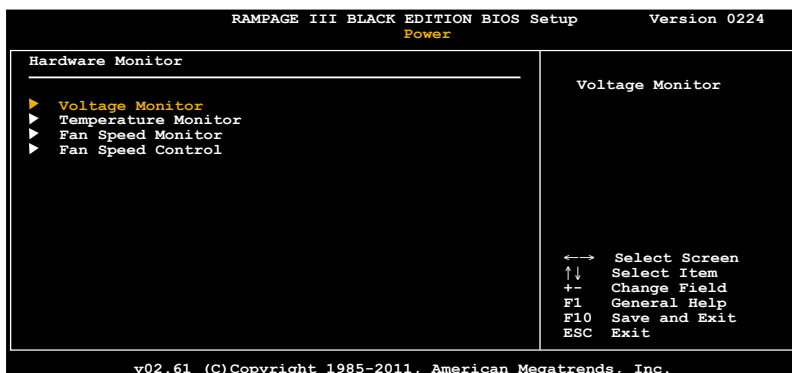 RAMPAGE III BLACK EDITION BIOS Setup Version 0224
Power
Hardware Monitor
Voltage Monitor
Temperature Monitor
Fan Speed Monitor
Fan Speed Control
Voltage Monitor
←→ Select Screen
↑↓ Select Item
+- Change Field
F1 General Help
F10 Save and Exit
ESC Exit
v02.61 (C)Copyright 1985-2011, American Megatrends, Inc.